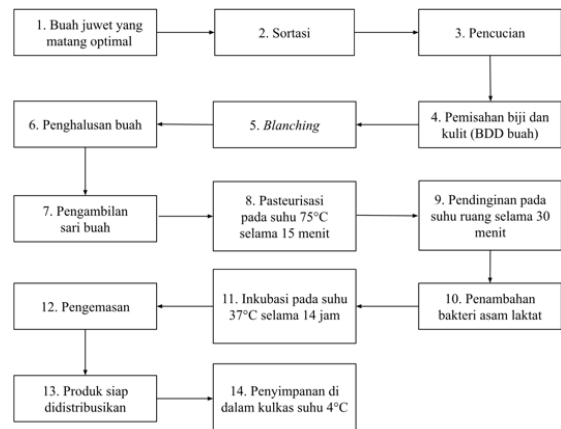 1. Buah juwet yang
matang optimal
2. Sortasi
3. Pencucian
4. Pemisahan biji dan
kulit (BDD buah)
5. Blanching
6. Penghalusan buah
7. Pengambilan
sari buah
8. Pasteurisasi
pada suhu 75°C
selama 15 menit
9. Pendinginan pada
suhu ruang selama 30
menit
10. Penambahan
bakteri asam laktat
11. Inkubasi pada suhu
37°C selama 14 jam
12. Pengemasan
13. Produk siap
didistribusikan
14. Penyimpanan di
dalam kulkas suhu 4°C